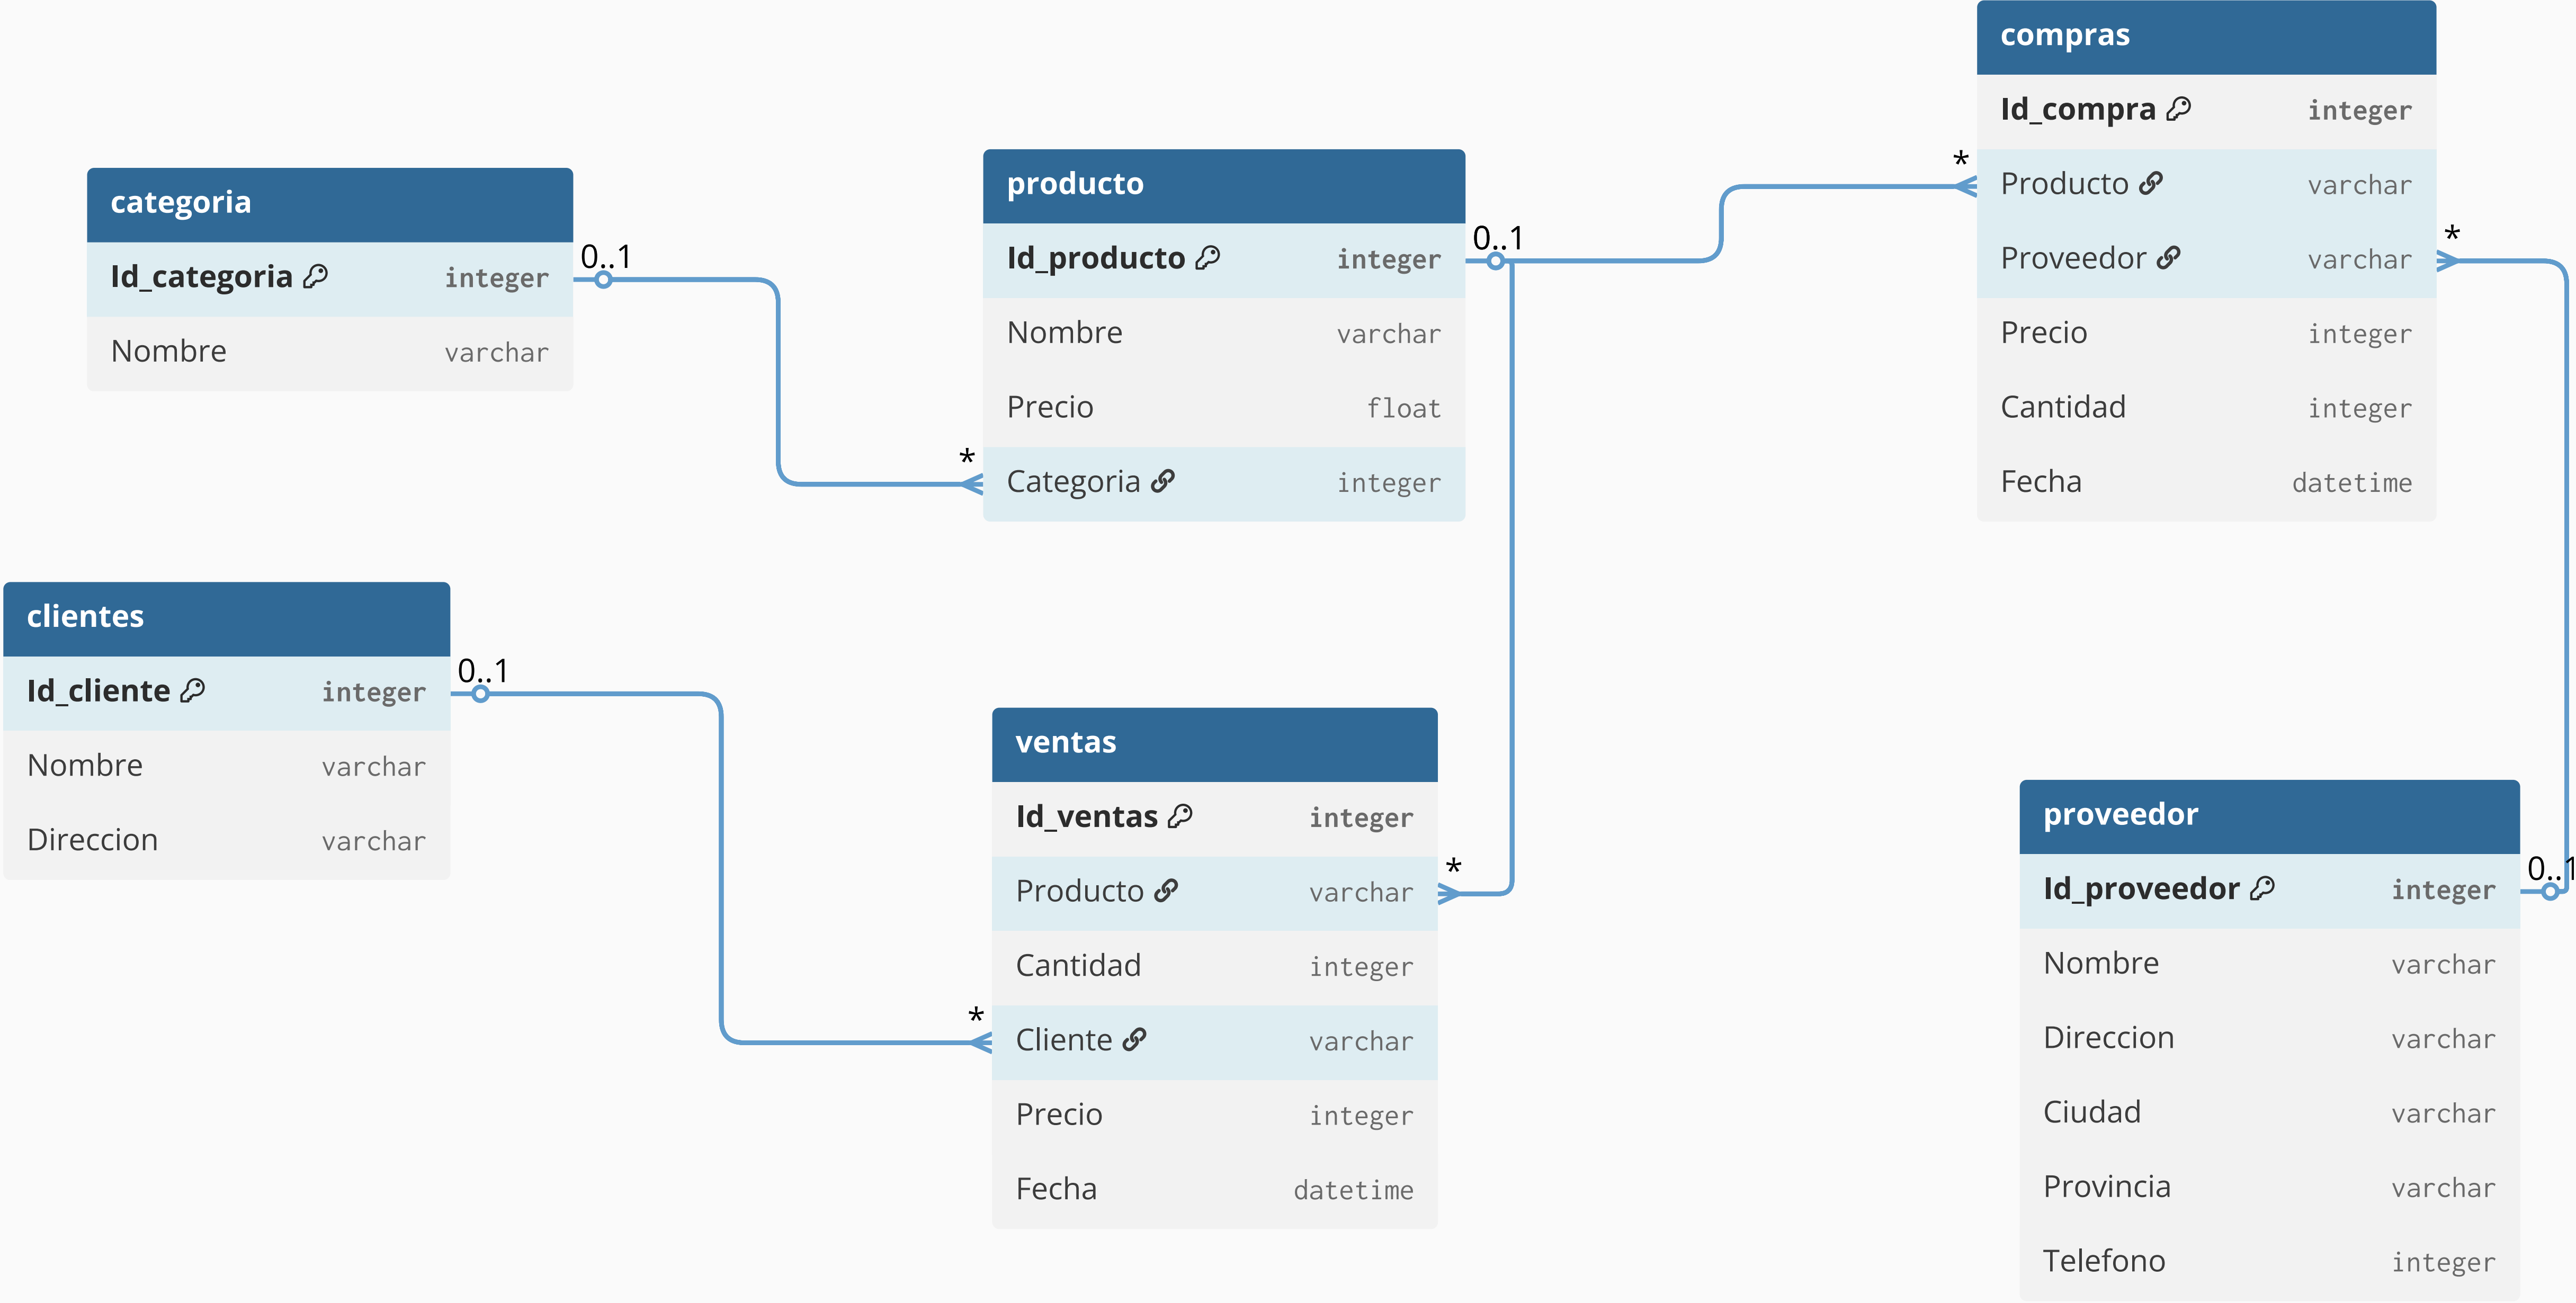 categoria
Id_categoria integer
Nombre varchar
0..1
*
producto
Id_producto integer
Nombre varchar
Precio float
Categoria integer
0..1
*
compras
Id_compra integer
Producto varchar
Proveedor varchar
Precio integer
Cantidad integer
Fecha datetime
*
clientes
Id_cliente integer
Nombre varchar
Direccion varchar
0..1
*
ventas
Id_ventas integer
Producto varchar
Cantidad integer
Cliente varchar
Precio integer
Fecha datetime
*
proveedor
Id_proveedor integer
Nombre varchar
Direccion varchar
Ciudad varchar
Provincia varchar
Telefono integer
0..1